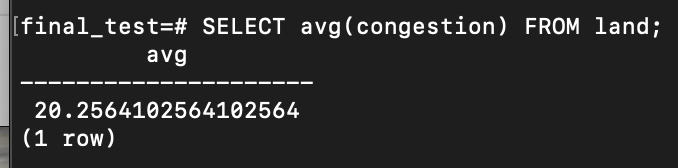 [final_test=# SELECT avg(congestion) FROM land;
avg
---------------------
20.2564102564102564
(1 row)